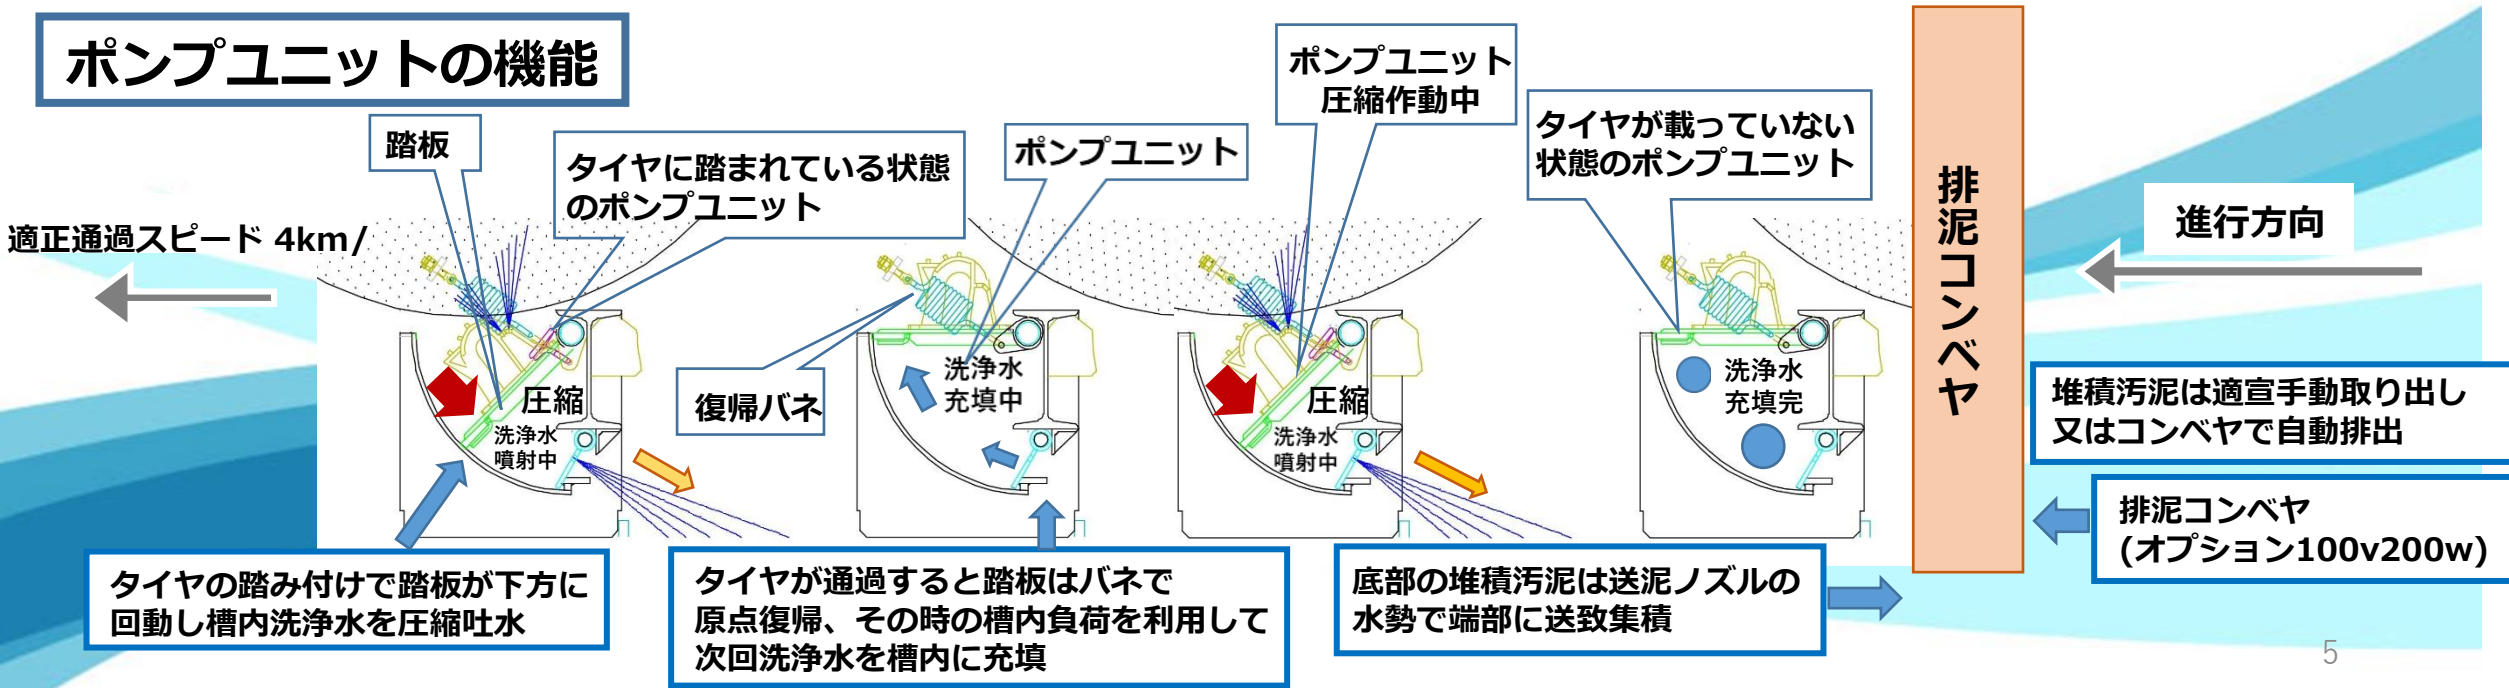 ポンプユニットの機能
踏板
タイヤに踏まれている状態
のポンプユニット
ポンプユニット
ポンプユニット
圧縮作動中
タイヤが載っていない
状態のポンプユニット
排泥コンベヤ
進行方向
適正通過スピード 4km/
復帰バネ
圧縮
洗浄水
噴射中
洗浄水
充填中
圧縮
洗浄水
噴射中
洗浄水
充填完
堆積汚泥は適宣手動取り出し
又はコンベヤで自動排出
排泥コンベヤ
(オプション100v200w)
タイヤの踏み付けで踏板が下方に
回動し槽内洗浄水を圧縮吐水
タイヤが通過すると踏板はバネで
原点復帰、その時の槽内負荷を利用して
次回洗浄水を槽内に充填
底部の堆積汚泥は送泥ノズルの
水勢で端部に送致集積
5